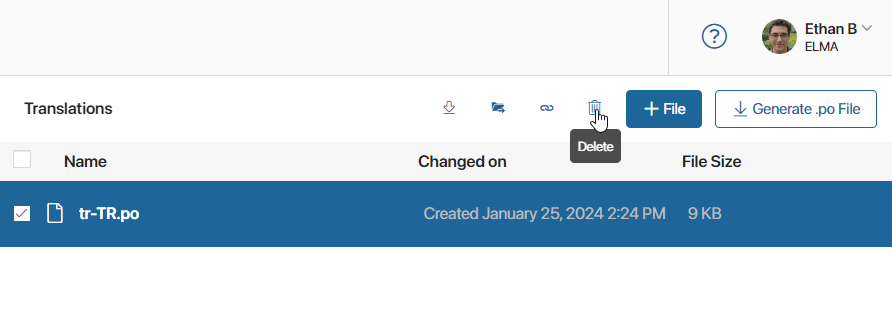 Ethan B
ELMA
Translations
File
Generate .po File
Delete
Name Changed on File Size
tr-TR.po Created January 25, 2024 2:24 PM 9 KB